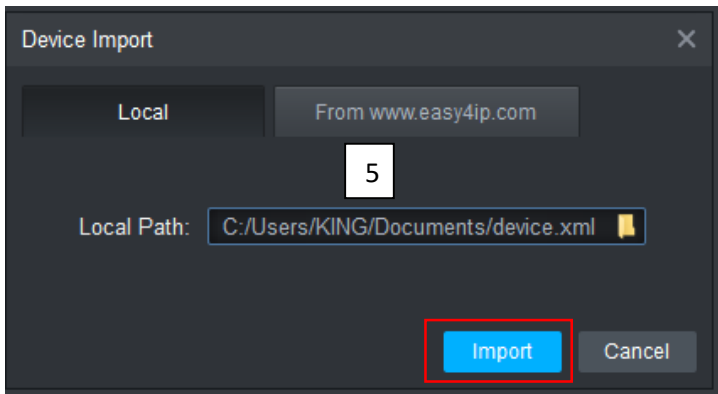 Device Import
Local From www.easy4ip.com
5
Local Path: C:/Users/KING/Documents/device.xml
Import Cancel